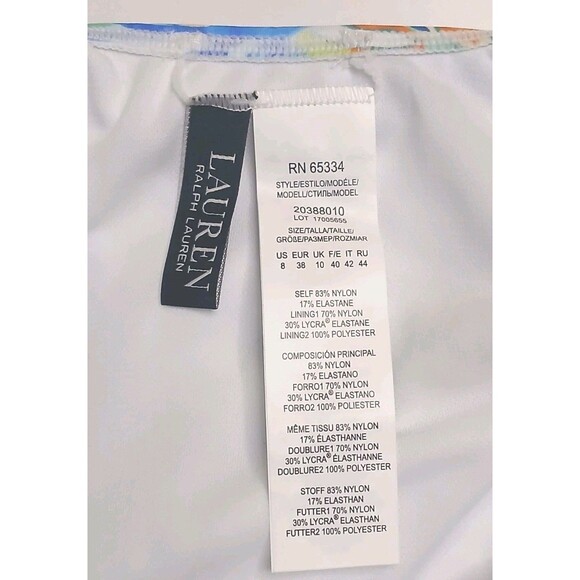 LAUREN
RALPH LAUREN
RN 65334
STYLE/ESTILO/MODÈLE/
MODELL/СТИЛЬ/MODEL
20388010
LOT 17005655
SIZE/TALLA/TAILLE/
GRÖßE/РАЗМЕР/ROZMIAR
US EUR UK F/E IT RU
8 38 10 40 42 44
SELF 83% NYLON
17% ELASTANE
LINING1 70% NYLON
30% LYCRA® ELASTANE
LINING2 100% POLYESTER
COMPOSICIÓN PRINCIPAL
83% NYLON
17% ELASTANO
FORRO1 70% NYLON
30% LYCRA® ELASTANO
FORRO2 100% POLYESTER
MÊME TISSU 83% NYLON
17% ÉLASTHANNE
DOUBLURE1 70% NYLON
30% LYCRA® ÉLASTHANNE
DOUBLURE2 100% POLYESTER
STOFF 83% NYLON
17% ELASTHAN
FUTTER1 70% NYLON
30% LYCRA® ELASTHAN
FUTTER2 100% POLYESTER